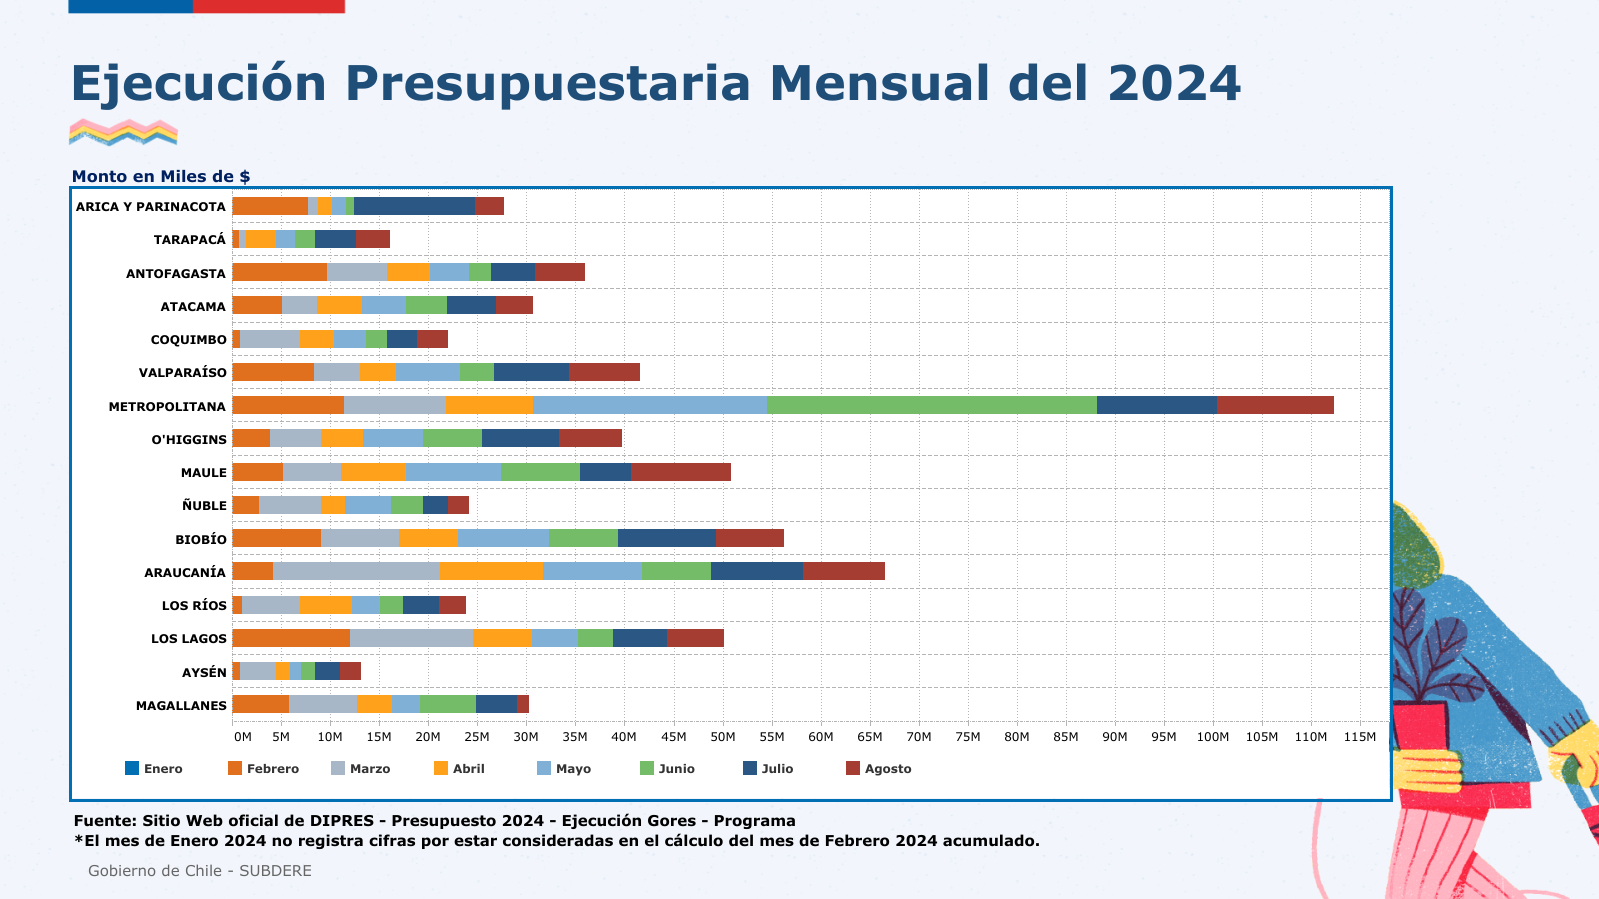 Ejecución Presupuestaria Mensual del 2024
Monto en Miles de $
ARICA Y PARINACOTA
TARAPACÁ
ANTOFAGASTA
ATACAMA
COQUIMBO
VALPARAÍSO
METROPOLITANA
O'HIGGINS
MAULE
ÑUBLE
BIOBÍO
ARAUCANÍA
LOS RÍOS
LOS LAGOS
AYSÉN
MAGALLANES
0M 5M 10M 15M 20M 25M 30M 35M 40M 45M 50M 55M 60M 65M 70M 75M 80M 85M 90M 95M 100M 105M 110M 115M
Enero Febrero Marzo Abril Mayo Junio Julio Agosto
Fuente: Sitio Web oficial de DIPRES - Presupuesto 2024 - Ejecución Gores - Programa
*El mes de Enero 2024 no registra cifras por estar consideradas en el cálculo del mes de Febrero 2024 acumulado.
Gobierno de Chile - SUBDERE